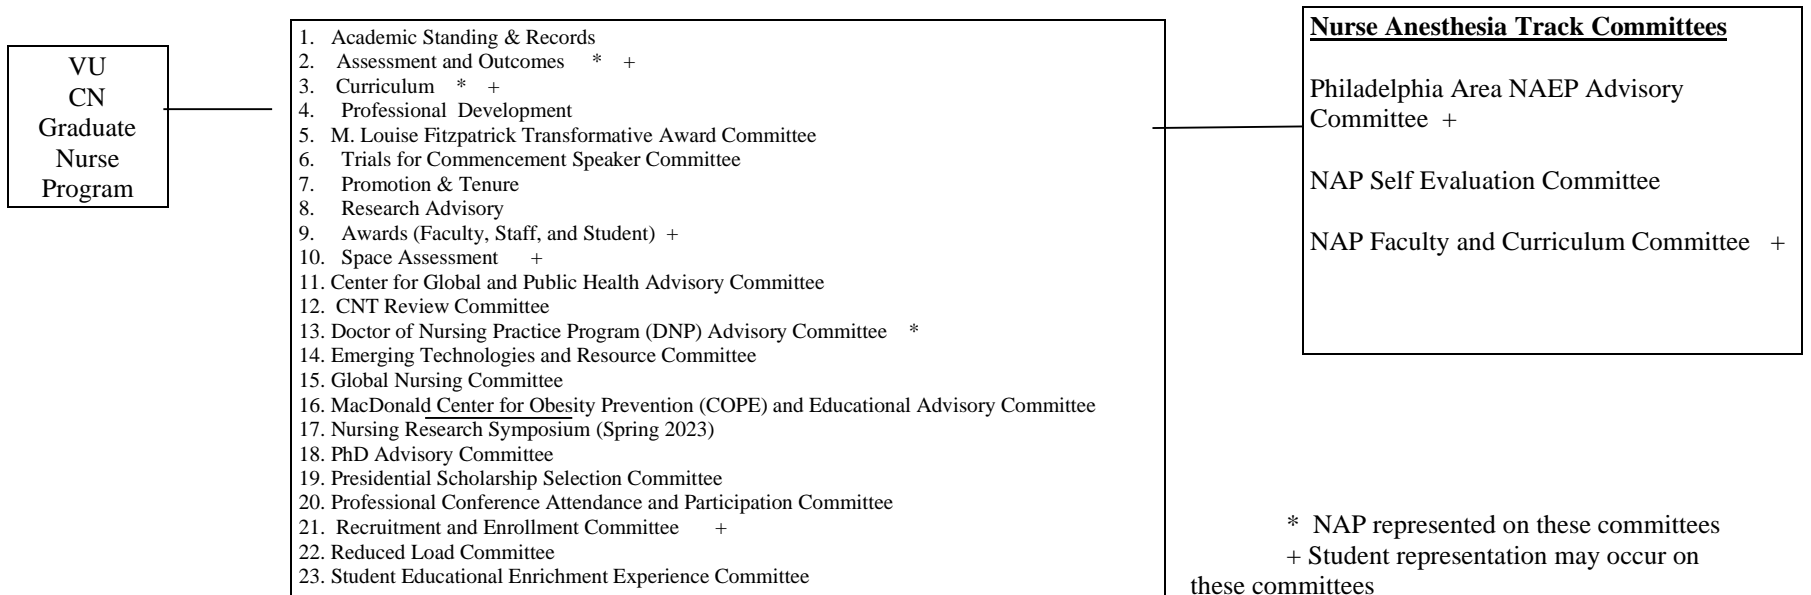 VU
CN
Graduate
Nurse
Program
1. Academic Standing & Records
2. Assessment and Outcomes * +
3. Curriculum * +
4. Professional Development
5. M. Louise Fitzpatrick Transformative Award Committee
6. Trials for Commencement Speaker Committee
7. Promotion & Tenure
8. Research Advisory
9. Awards (Faculty, Staff, and Student) +
10. Space Assessment +
11. Center for Global and Public Health Advisory Committee
12. CNT Review Committee
13. Doctor of Nursing Practice Program (DNP) Advisory Committee *
14. Emerging Technologies and Resource Committee
15. Global Nursing Committee
16. MacDonald Center for Obesity Prevention (COPE) and Educational Advisory Committee
17. Nursing Research Symposium (Spring 2023)
18. PhD Advisory Committee
19. Presidential Scholarship Selection Committee
20. Professional Conference Attendance and Participation Committee
21. Recruitment and Enrollment Committee +
22. Reduced Load Committee
23. Student Educational Enrichment Experience Committee
Nurse Anesthesia Track Committees
Philadelphia Area NAEP Advisory
Committee +
NAP Self Evaluation Committee
NAP Faculty and Curriculum Committee +
* NAP represented on these committees
+ Student representation may occur on
these committees